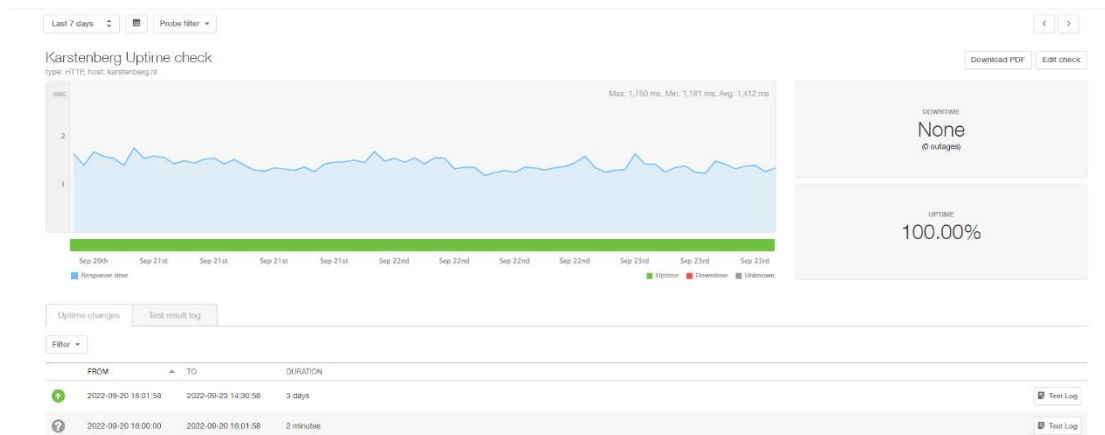 Last 7 days
Probe filter
Karstenberg Uptime check
Download PDF
Edit check
type: HTTP, host: karstenberg.nl
sec
Max: 1,750 ms, Min: 1,181 ms, Avg: 1,412 ms
2
1
DOWNTIME
None
(0 outages)
UPTIME
100.00%
Sep 20th Sep 21st Sep 21st Sep 21st Sep 21st Sep 22nd Sep 22nd Sep 22nd Sep 22nd Sep 23rd Sep 23rd Sep 23rd
Response time
Uptime Downtime Unknown
Uptime changes
Test result log
Filter
FROM TO DURATION
2022-09-20 16:01:58 2022-09-23 14:30:58 3 days Test Log
2022-09-20 16:00:00 2022-09-20 16:01:58 2 minutes Test Log